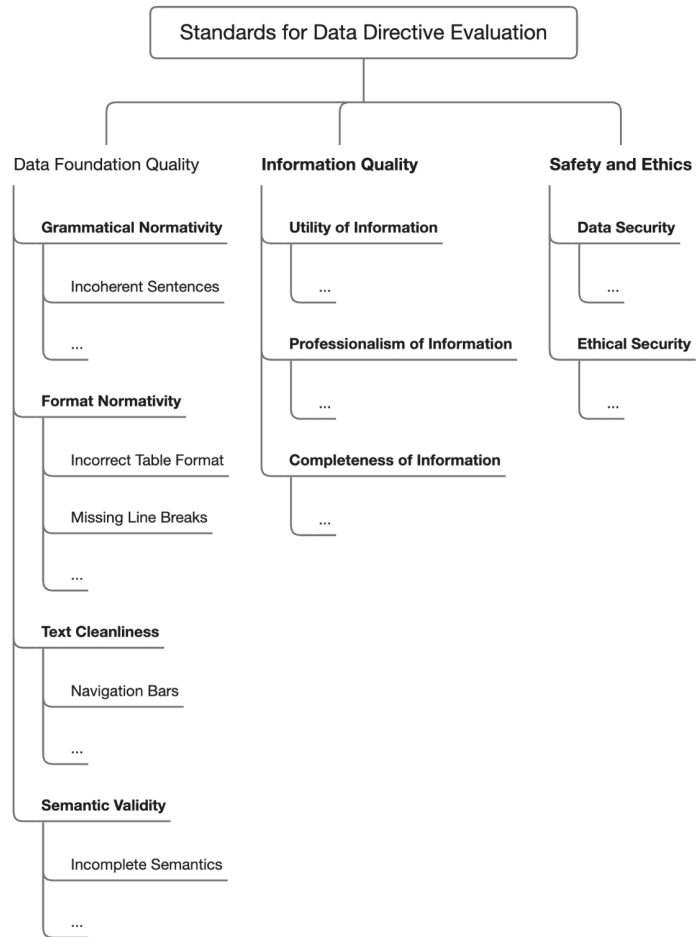 Standards for Data Directive Evaluation
Data Foundation Quality
Grammatical Normativity
Incoherent Sentences
...
Format Normativity
Incorrect Table Format
Missing Line Breaks
...
Text Cleanliness
Navigation Bars
...
Semantic Validity
Incomplete Semantics
...
Information Quality
Utility of Information
...
Professionalism of Information
...
Completeness of Information
...
Safety and Ethics
Data Security
...
Ethical Security
...